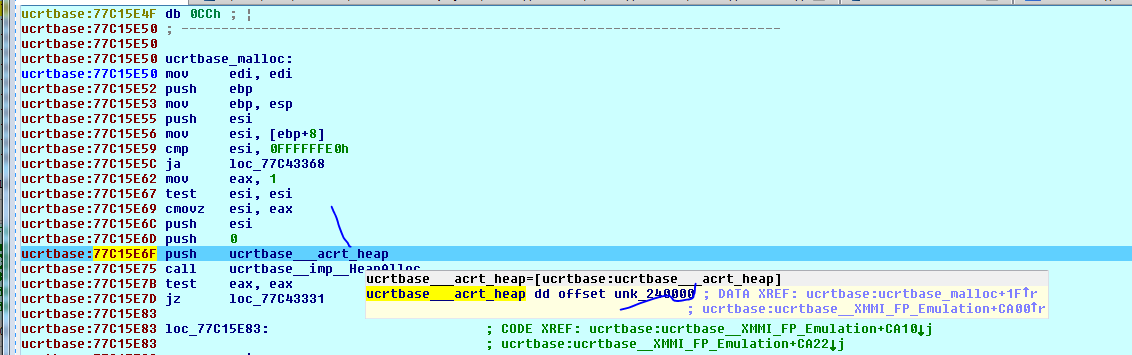 ucrtbase:77C15E4F db 0CCh ; ¦
ucrtbase:77C15E50 ; ---------------------------------------------------------------------------
ucrtbase:77C15E50
ucrtbase:77C15E50 ucrtbase_malloc:
ucrtbase:77C15E50 mov     edi, edi
ucrtbase:77C15E52 push    ebp
ucrtbase:77C15E53 mov     ebp, esp
ucrtbase:77C15E55 push    esi
ucrtbase:77C15E56 mov     esi, [ebp+8]
ucrtbase:77C15E59 cmp     esi, 0FFFFFFE0h
ucrtbase:77C15E5C ja      loc_77C43368
ucrtbase:77C15E62 mov     eax, 1
ucrtbase:77C15E67 test    esi, esi
ucrtbase:77C15E69 cmovz   esi, eax
ucrtbase:77C15E6C push    esi
ucrtbase:77C15E6D push    0
ucrtbase:77C15E6F push    ucrtbase___acrt_heap
ucrtbase:77C15E75 call    ucrtbase__imp__HeapAlloc
ucrtbase___acrt_heap=[ucrtbase:ucrtbase___acrt_heap]
ucrtbase:77C15E7B test    eax, eax
ucrtbase___acrt_heap dd offset unk_240000 ; DATA XREF: ucrtbase:ucrtbase_malloc+1F↑r
ucrtbase:77C15E7D jz      loc_77C43331
; ucrtbase:ucrtbase__XMMI_FP_Emulation+CA00↑r
ucrtbase:77C15E83
ucrtbase:77C15E83 loc_77C15E83:                           ; CODE XREF: ucrtbase:ucrtbase__XMMI_FP_Emulation+CA10↓j
ucrtbase:77C15E83                                         ; ucrtbase:ucrtbase__XMMI_FP_Emulation+CA22↓j